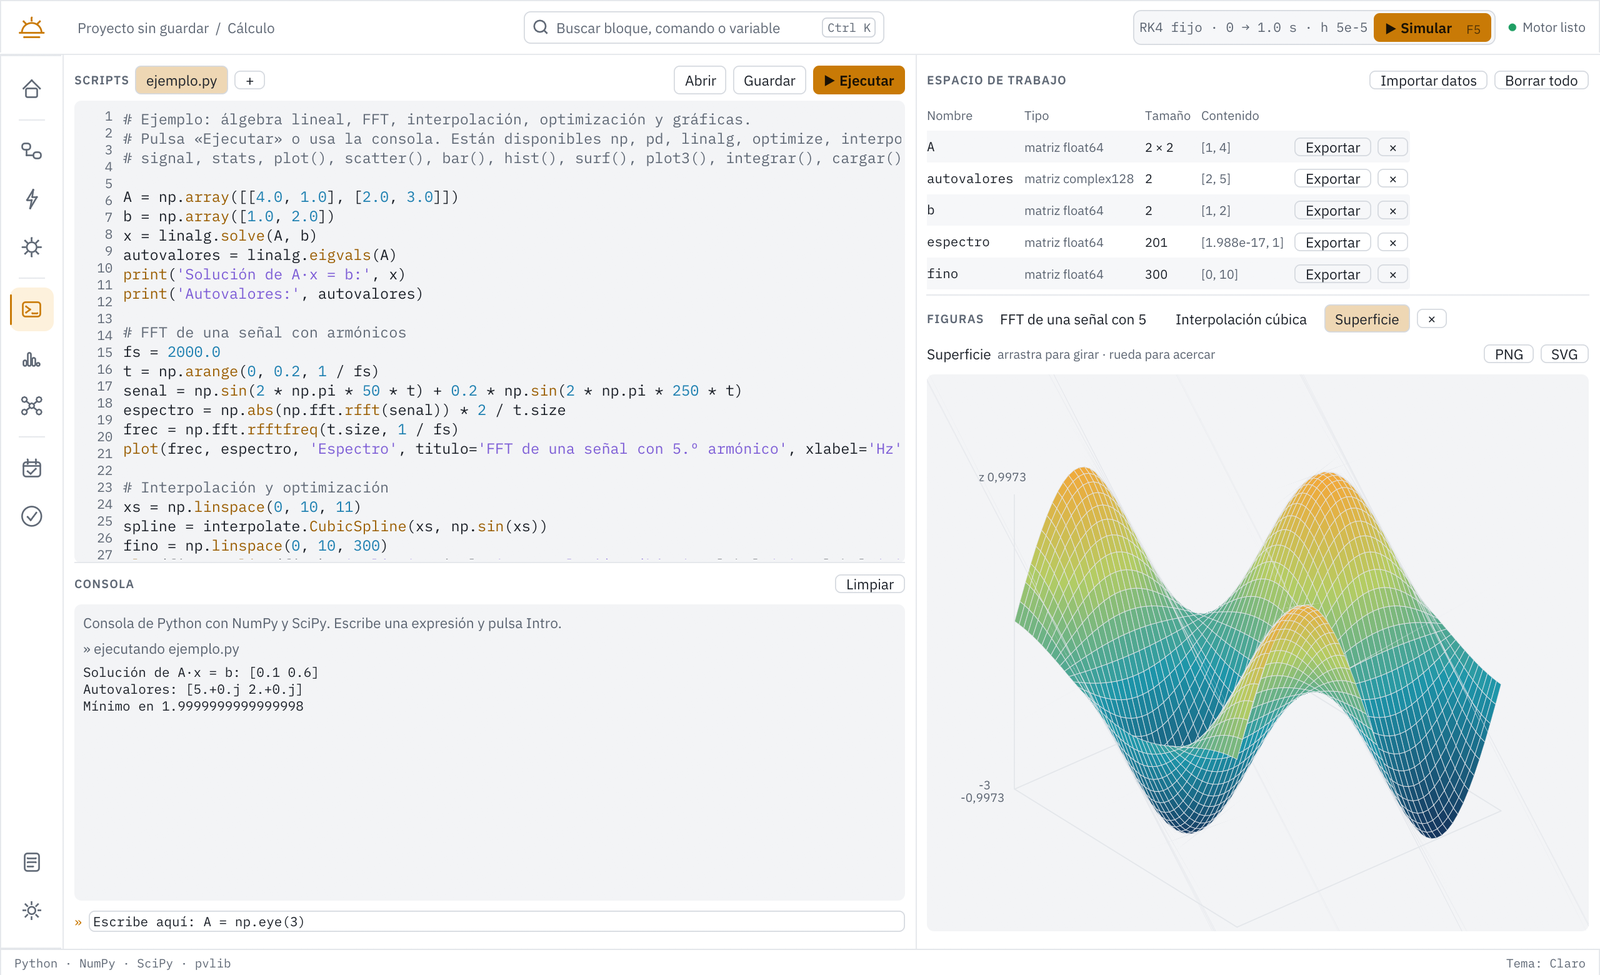 Proyecto sin guardar / Cálculo
Buscar bloque, comando o variable
Ctrl K
RK4 fijo · 0 → 1.0 s · h 5e-5
▶ Simular F5
Motor listo
SCRIPTS
ejemplo.py
+
Abrir
Guardar
▶ Ejecutar
1 # Ejemplo: álgebra lineal, FFT, interpolación, optimización y gráficas.
2 # Pulsa «Ejecutar» o usa la consola. Están disponibles np, pd, linalg, optimize, interpo
3 # signal, stats, plot(), scatter(), bar(), hist(), surf(), plot3(), integrar(), cargar()
4
5 A = np.array([[4.0, 1.0], [2.0, 3.0]])
6 b = np.array([1.0, 2.0])
7 x = linalg.solve(A, b)
8 autovalores = linalg.eigvals(A)
9 print('Solución de A·x = b:', x)
10 print('Autovalores:', autovalores)
11
12 # FFT de una señal con armónicos
13 fs = 2000.0
14 t = np.arange(0, 0.2, 1 / fs)
15 senal = np.sin(2 * np.pi * 50 * t) + 0.2 * np.sin(2 * np.pi * 250 * t)
16 espectro = np.abs(np.fft.rfft(senal)) * 2 / t.size
17 frec = np.fft.rfftfreq(t.size, 1 / fs)
18 plot(frec, espectro, 'Espectro', titulo='FFT de una señal con 5.º armónico', xlabel='Hz'
19
20 # Interpolación y optimización
21 xs = np.linspace(0, 10, 11)
22 spline = interpolate.CubicSpline(xs, np.sin(xs))
23 fino = np.linspace(0, 10, 300)
24
25
26
27
CONSOLA
Limpiar
Consola de Python con NumPy y SciPy. Escribe una expresión y pulsa Intro.
» ejecutando ejemplo.py
Solución de A·x = b: [0.1 0.6]
Autovalores: [5.+0.j 2.+0.j]
Mínimo en 1.9999999999999998
» Escribe aquí: A = np.eye(3)
ESPACIO DE TRABAJO
Importar datos
Borrar todo
Nombre Tipo Tamaño Contenido
A matriz float64 2 × 2 [1, 4] Exportar ×
autovalores matriz complex128 2 [2, 5] Exportar ×
b matriz float64 2 [1, 2] Exportar ×
espectro matriz float64 201 [1.988e-17, 1] Exportar ×
fino matriz float64 300 [0, 10] Exportar ×
FIGURAS
FFT de una señal con 5
Interpolación cúbica
Superficie
×
Superficie arrastra para girar · rueda para acercar
PNG
SVG
z 0,9973
-3
-0,9973
Python · NumPy · SciPy · pvlib
Tema: Claro